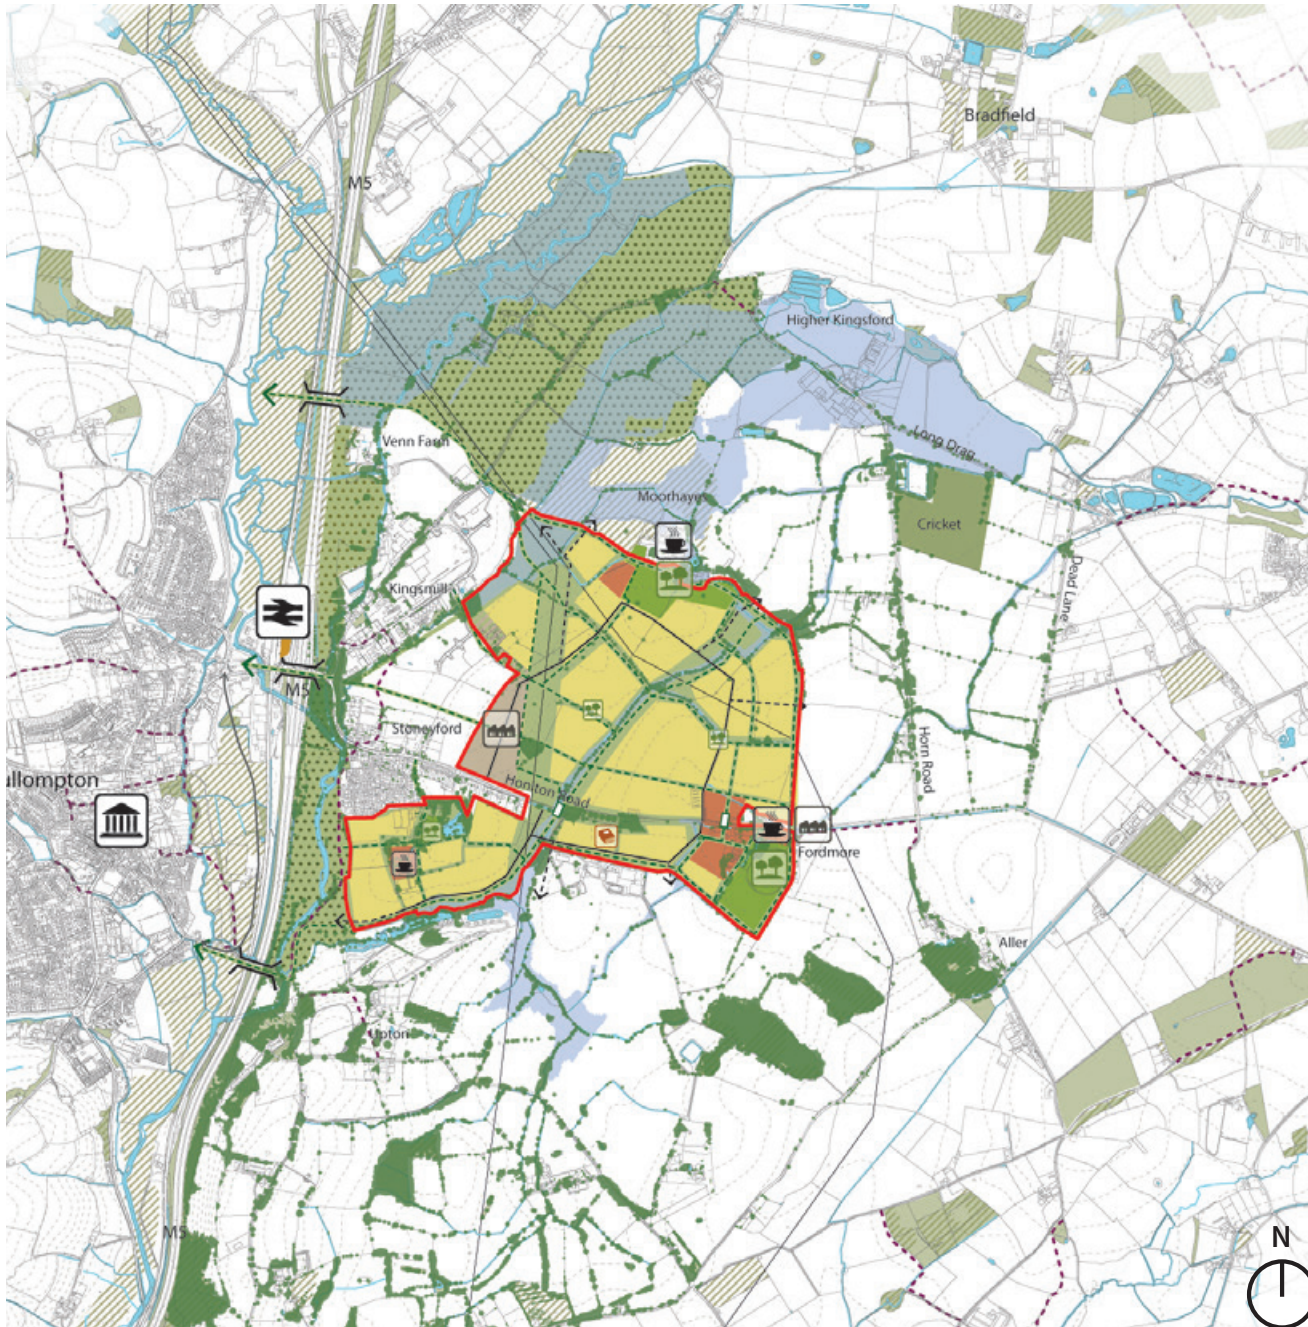 M5
Bradfield
Higher Kingsford
Long Drag
Venn Farm
Moorhayes
Cricket
Kingsmill
Dead Lane
M5
Stoneyford
Horn Road
ullompton
Honiton Road
Fordmore
Aller
Upton
M5
N